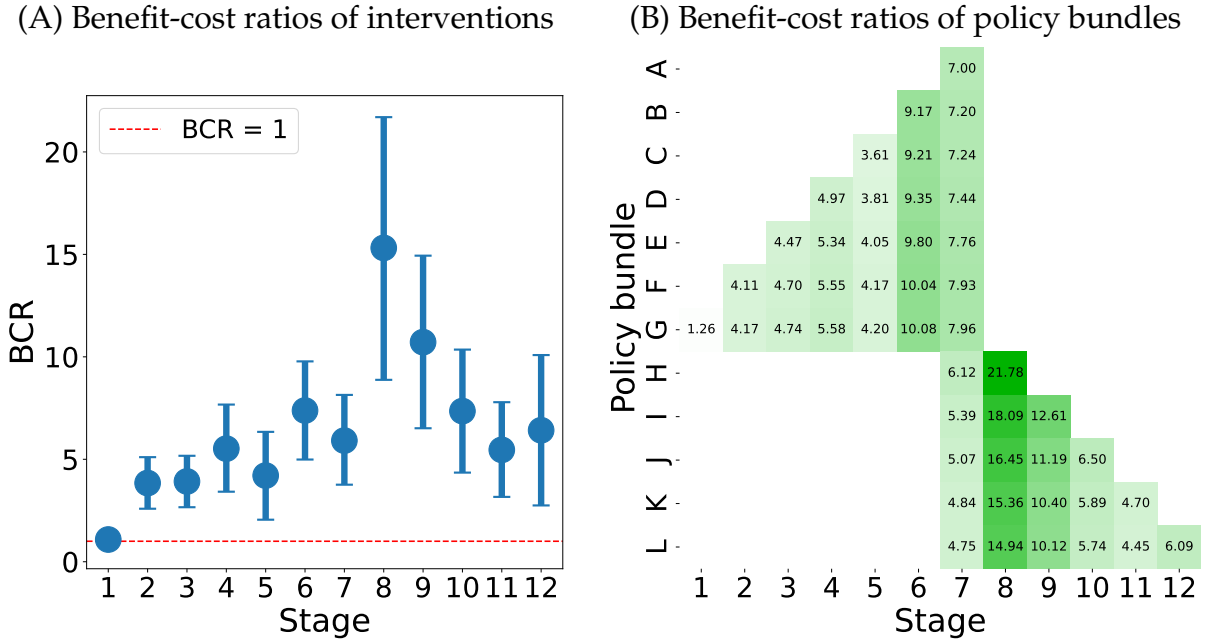 (A) Benefit-cost ratios of interventions
BCR = 1
20
15
10
5
0
BCR
1 2 3 4 5 6 7 8 9 10 11 12
Stage
(B) Benefit-cost ratios of policy bundles
Policy bundle
A 7.00
B 9.17 7.20
C 3.61 9.21 7.24
D 4.97 3.81 9.35 7.44
E 4.47 5.34 4.05 9.80 7.76
F 4.11 4.70 5.55 4.17 10.04 7.93
G 1.26 4.17 4.74 5.58 4.20 10.08 7.96
H 6.12 21.78
I 5.39 18.09 12.61
J 5.07 16.45 11.19 6.50
K 4.84 15.36 10.40 5.89 4.70
L 4.75 14.94 10.12 5.74 4.45 6.09
1 2 3 4 5 6 7 8 9 10 11 12
Stage